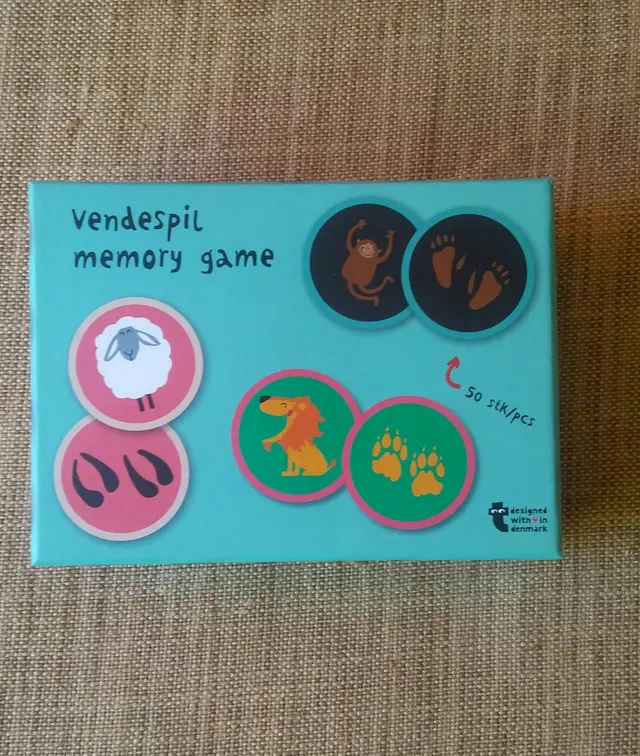 vendespil
memory game
50 stk/pcs
designed
with♥in
denmark